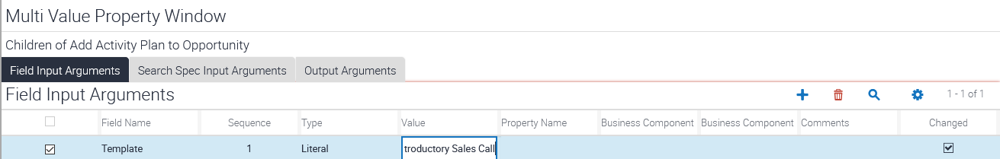 Multi Value Property Window
Children of Add Activity Plan to Opportunity
Field Input Arguments Search Spec Input Arguments Output Arguments
Field Input Arguments 1 - 1 of 1
Field Name Sequence Type Value Property Name Business Component Business Component Comments Changed
Template 1 Literal troductory Sales Call